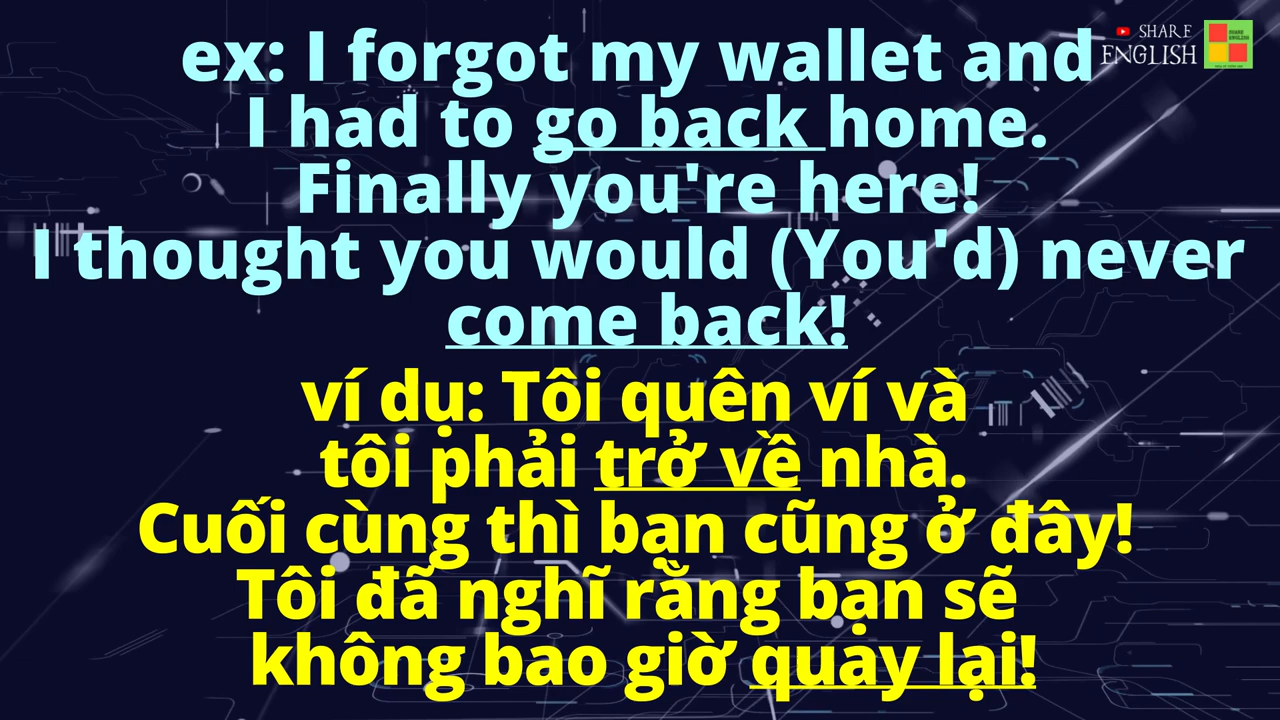 ex: I forgot my wallet and
I had to go back home.
Finally you're here!
I thought you would (You'd) never
come back!
ví dụ: Tôi quên ví và
tôi phải trở về nhà.
Cuối cùng thì bạn cũng ở đây!
Tôi đã nghĩ rằng bạn sẽ
không bao giờ quay lại!
SHARE
ENGLISH
SHARE
ENGLISH